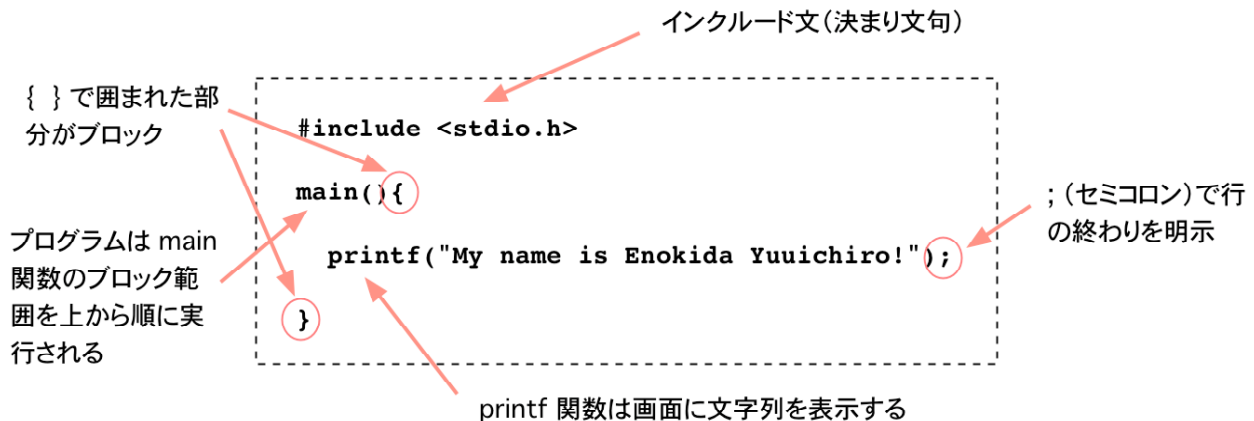 インクルード文（決まり文句）
{ } で囲まれた部
分がブロック
#include <stdio.h>
main(){
; (セミコロン)で行
の終わりを明示
プログラムは main
関数のブロック範
囲を上から順に実
行される
printf("My name is Enokida Yuuichiro!");
}
printf 関数は画面に文字列を表示する